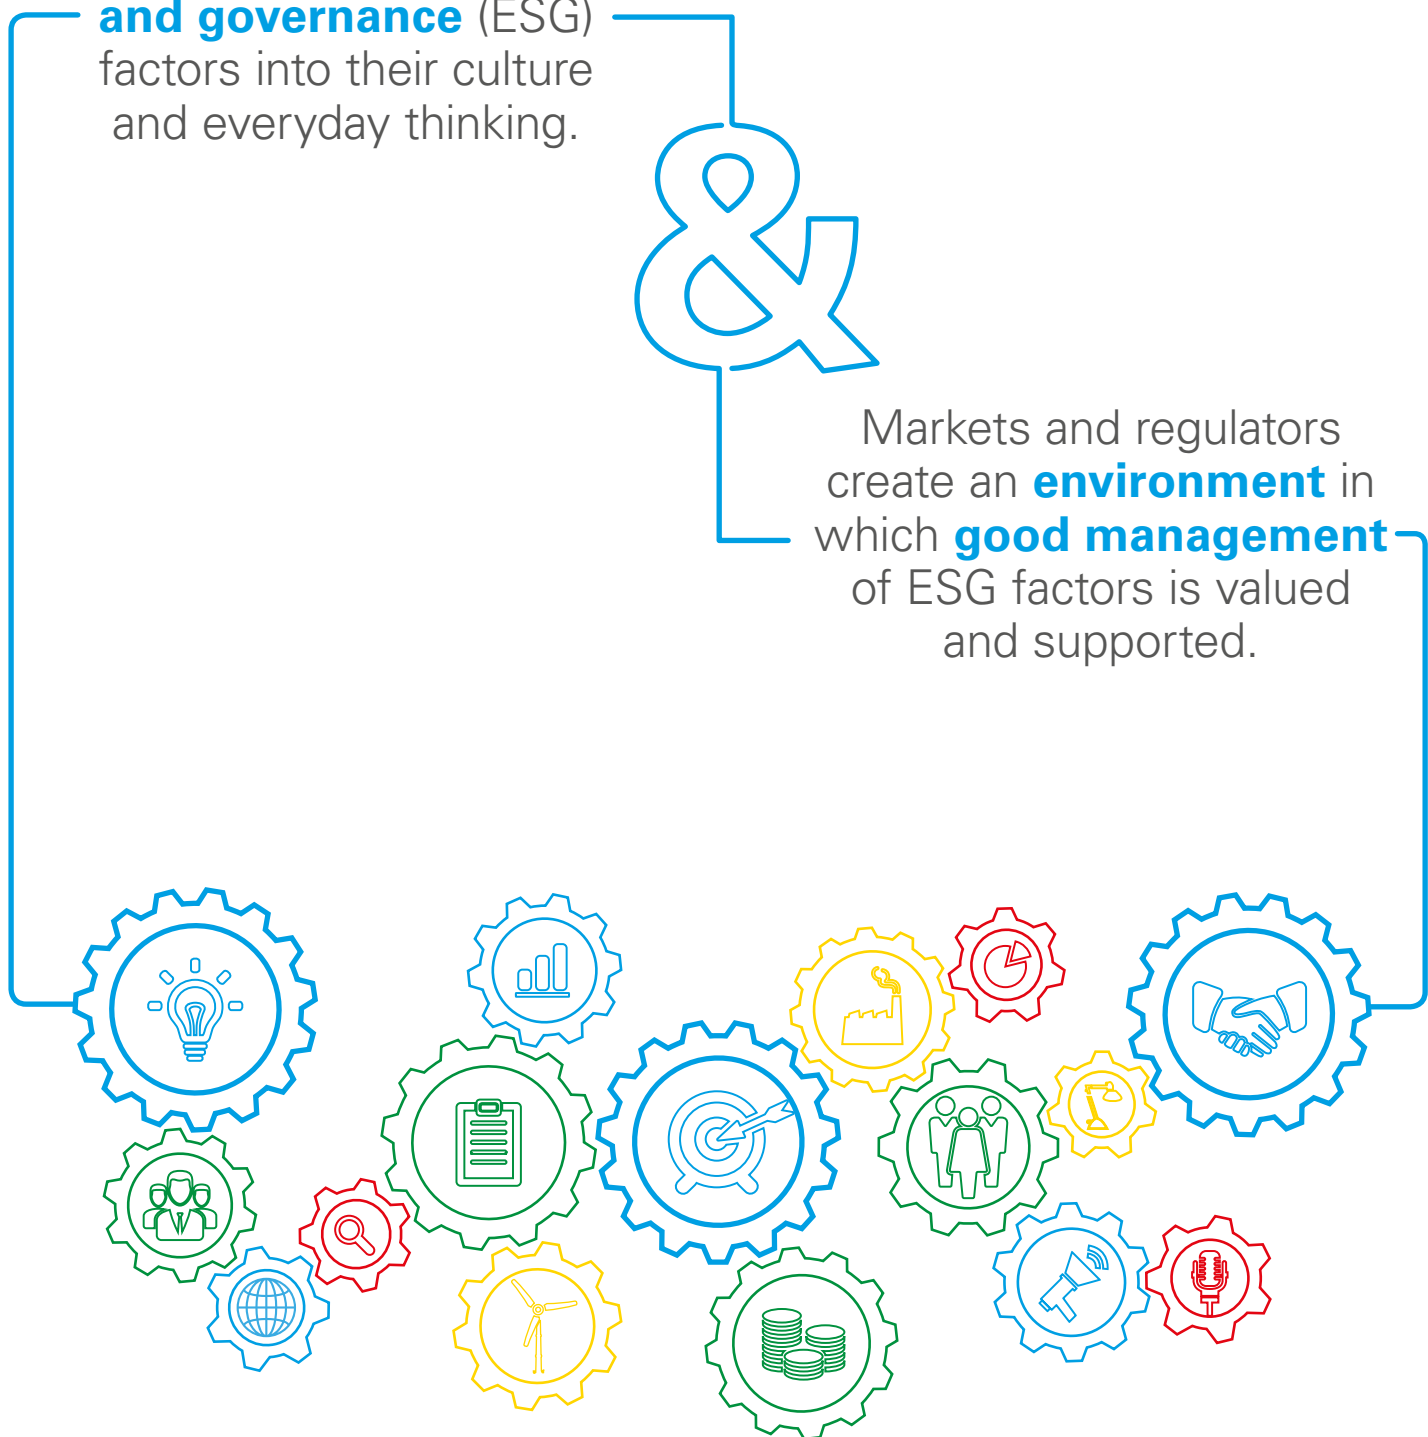 and governance (ESG)
factors into their culture
and everyday thinking.
&
Markets and regulators
create an environment in
which good management
of ESG factors is valued
and supported.